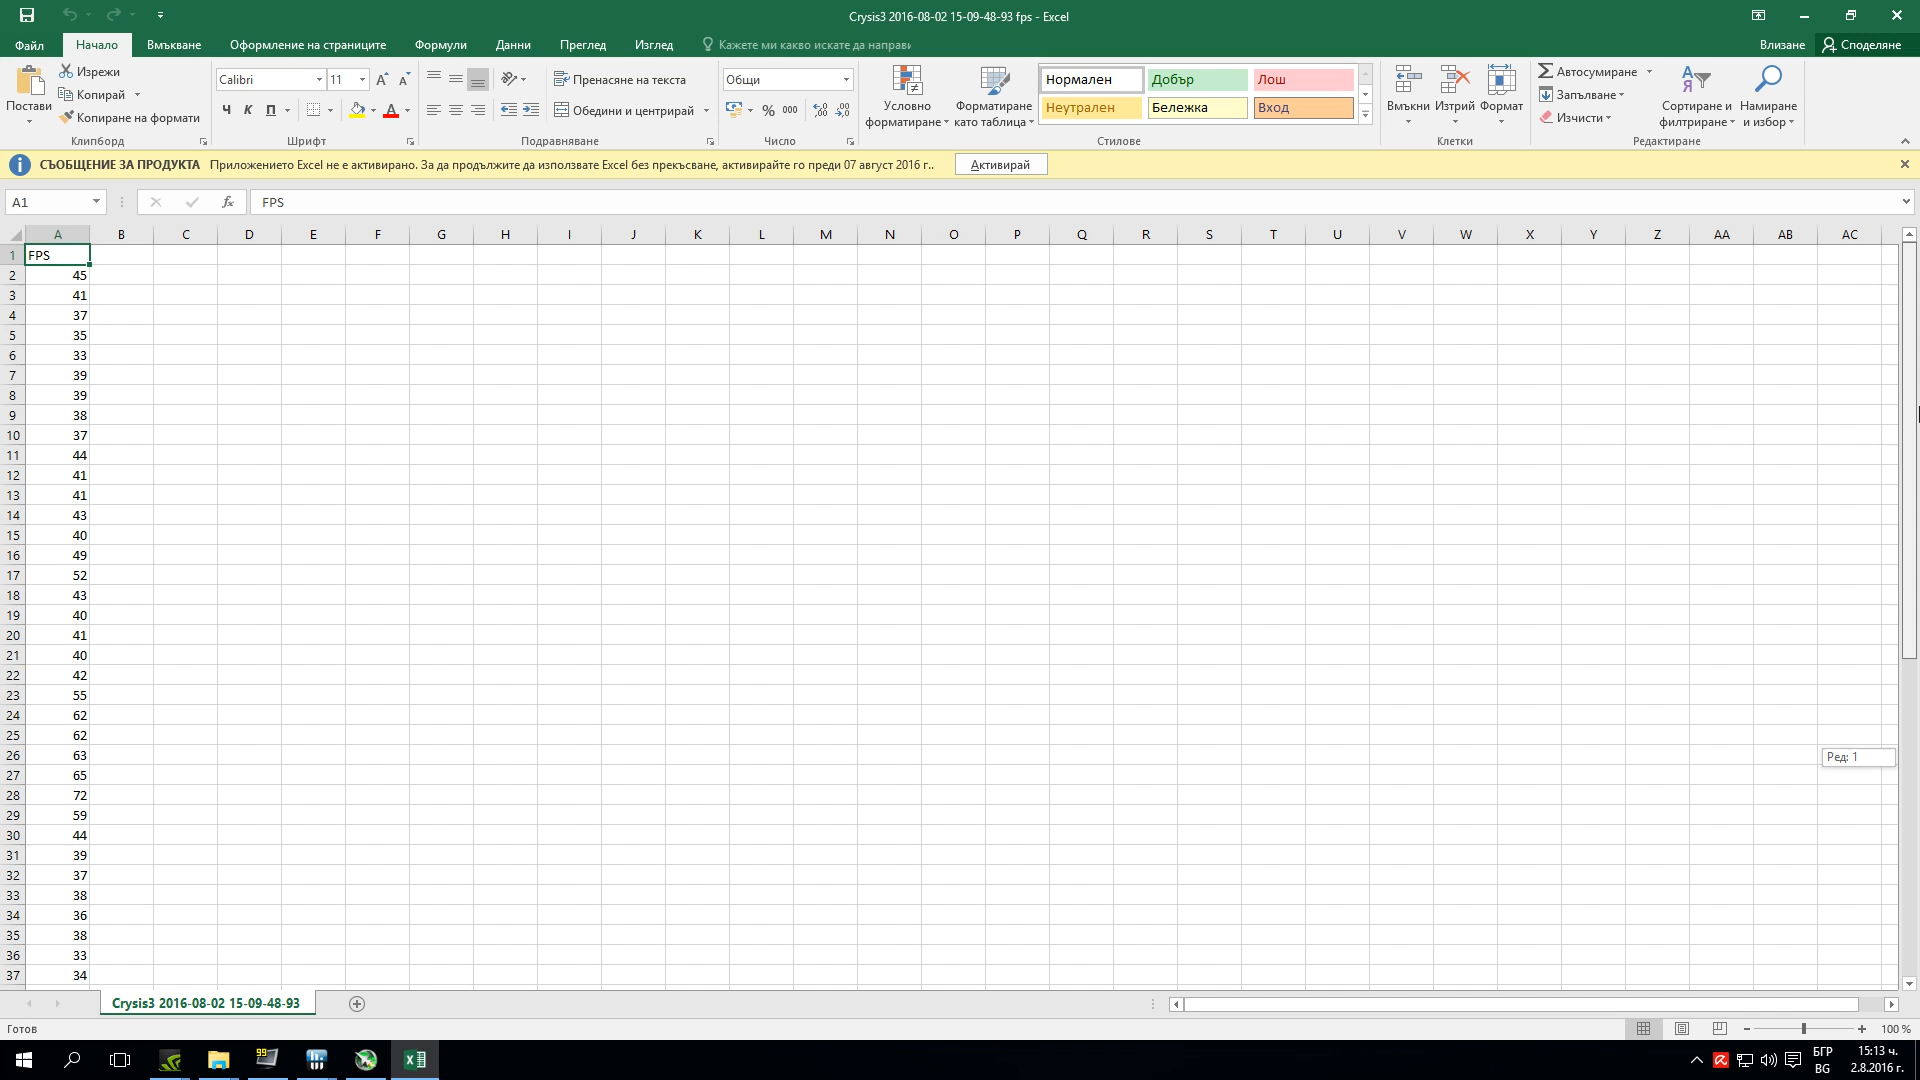 Crysis3 2016-08-02 15-09-48-93 fps - Excel
Файл Начало Вмъкване Оформление на страниците Формули Данни Преглед Изглед Кажете ми какво искате да направи Влизане Споделяне
Постави
Изрежи
Копирай
Копиране на формати
Клипборд
Calibri 11
Ч К П А
Шрифт
Пренасяне на текста
Обедини и центрирай
Подравняване
Общи
% 000
Число
Условно форматиране
Форматиране като таблица
Нормален Добър Лош
Неутрален Бележка Вход
Стилове
Вмъкни Изтрий Формат
Клетки
Автосумиране
Запълване
Изчисти
Сортиране и филтриране
Намиране и избор
Редактиране
СЪОБЩЕНИЕ ЗА ПРОДУКТА Приложението Excel не е активирано. За да продължите да използвате Excel без прекъсване, активирайте го преди 07 август 2016 г.. Активирай
A1 fx FPS
A B C D E F G H I J K L M N O P Q R S T U V W X Y Z AA AB AC
1 FPS
2 45
3 41
4 37
5 35
6 33
7 39
8 39
9 38
10 37
11 44
12 41
13 41
14 43
15 40
16 49
17 52
18 43
19 40
20 41
21 40
22 42
23 55
24 62
25 62
26 63
27 65
28 72
29 59
30 44
31 39
32 37
33 38
34 36
35 38
36 33
37 34
Ред: 1
Crysis3 2016-08-02 15-09-48-93
Готов 100 %
99
БГР
BG
15:13 ч.
2.8.2016 г.